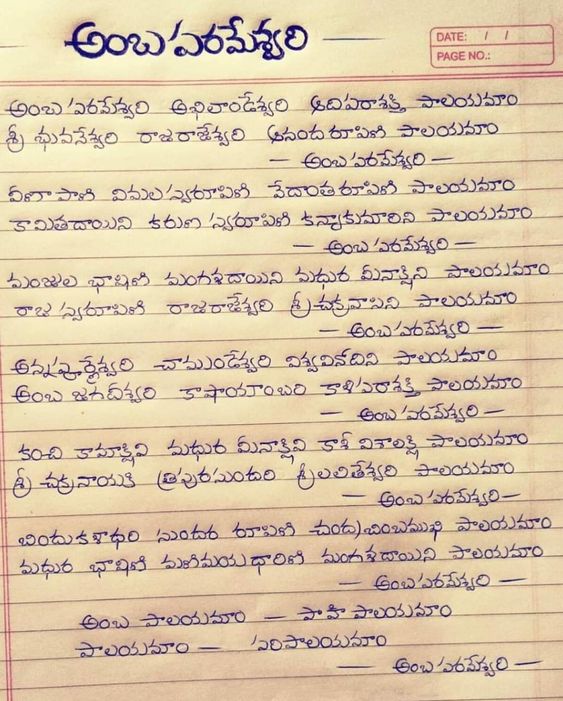 అంబ పరమేశ్వరి
DATE: / /
PAGE NO.:
అంబ పరమేశ్వరి అఖిలాండేశ్వరి ఆదిపరాశక్తి పాలయమాం
శ్రీ భువనేశ్వరి రాజరాజేశ్వరి ఆనందరూపిణి పాలయమాం
— అంబ పరమేశ్వరి —
వీణా పాణి విమలస్వరూపిణి వేదాంతరూపిణి పాలయమాం
కామితదాయిని కరుణ స్వరూపిణి కన్యాకుమారిని పాలయమాం
— అంబ పరమేశ్వరి —
మంజుల భాషిణి మంగళదాయిని మధుర మీనాక్షిని పాలయమాం
రాజ స్వరూపిణి రాజరాజేశ్వరి శ్రీచక్రవాసిని పాలయమాం
— అంబ పరమేశ్వరి —
అన్నపూర్ణేశ్వరి చాముండేశ్వరి విశ్వవినోదిని పాలయమాం
అంబ జగదీశ్వరి కాషాయాంబరి కాళిపరాశక్తి పాలయమాం
— అంబ పరమేశ్వరి —
కంచి కామాక్షివి మధుర మీనాక్షివి కాశీ విశాలక్షి పాలయమాం
శ్రీ చక్రనాయకి త్రిపురసుందరి శ్రీలలితేశ్వరి పాలయమాం
— అంబ పరమేశ్వరి —
బిందుకళాధరి సుందర రూపిణి చంద్రబింబముఖి పాలయమాం
మధుర భాషిణి మణిమయధారిణి మంగళదాయిని పాలయమాం
— అంబ పరమేశ్వరి —
అంబ పాలయమాం — పాహి పాలయమాం
పాలయమాం — పరిపాలయమాం
— అంబ పరమేశ్వరి —